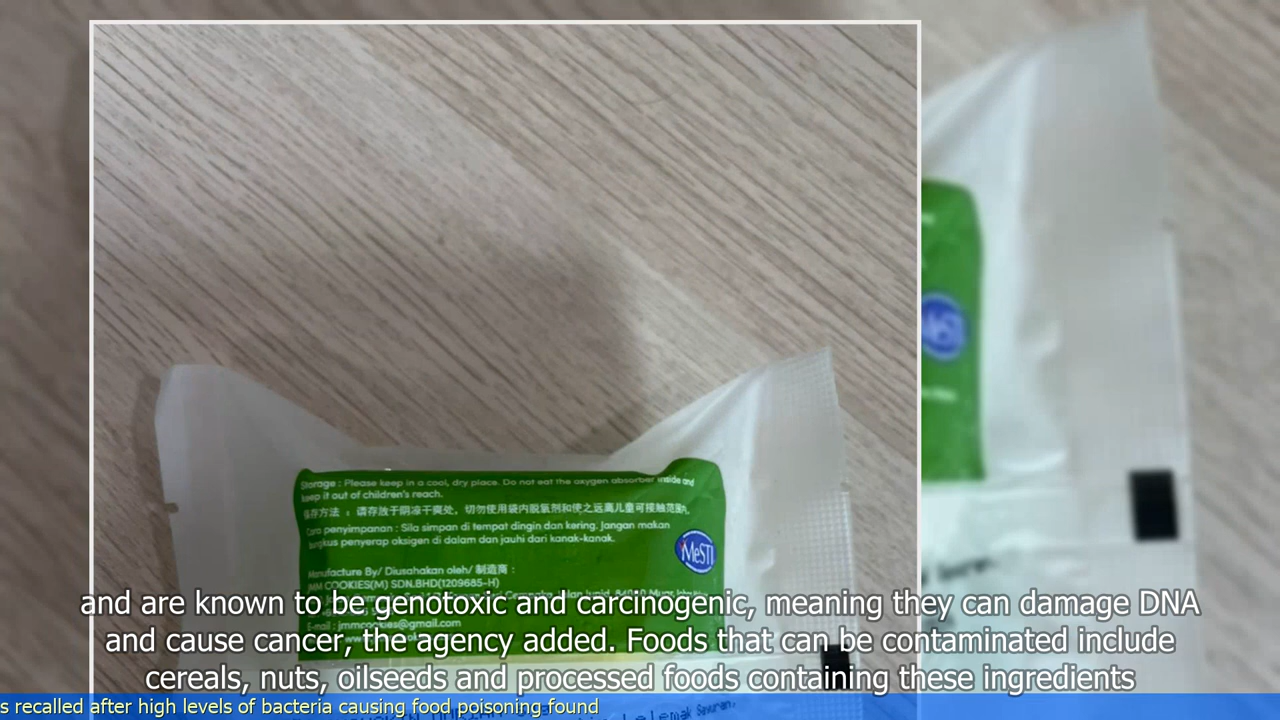 Storage : Please keep in a cool, dry place. Do not eat the oxygen absorber inside and
keep it out of children's reach.
保存方法 : 请存放于阴凉干爽处, 切勿使用袋内脱氧剂和使之远离儿童可接触范围内。
Cara penyimpanan : Sila simpan di tempat dingin dan kering. Jangan makan
bungkus penyerap oksigen di dalam dan jauhi dari kanak-kanak.
MeSTI
MeSTI
Manufacture By/ Diusahakan oleh/ 制造商 :
JMM COOKIES(M) SDN.BHD(1209685-H)
E-mail : jmmcookies@gmail.com
and are known to be genotoxic and carcinogenic, meaning they can damage DNA
and cause cancer, the agency added. Foods that can be contaminated include
cereals, nuts, oilseeds and processed foods containing these ingredients
s recalled after high levels of bacteria causing food poisoning found